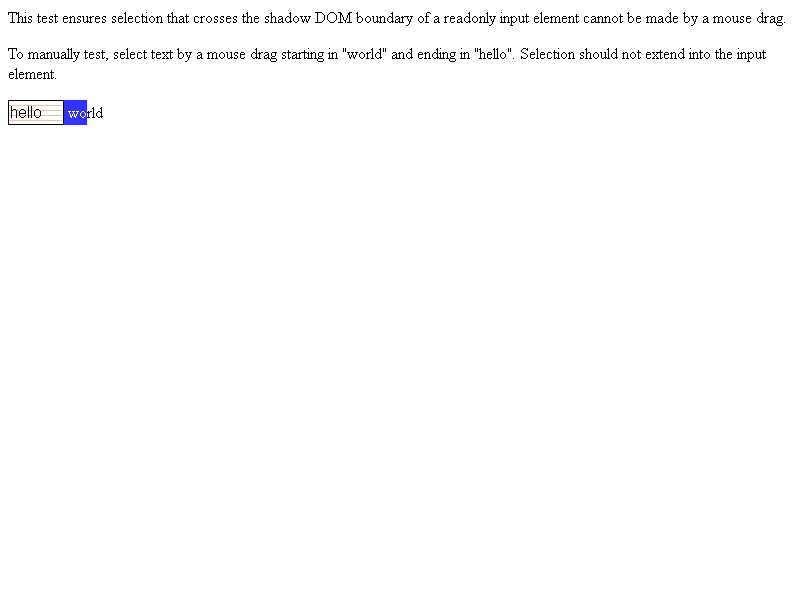 This test ensures selection that crosses the shadow DOM boundary of a readonly input element cannot be made by a mouse drag.
To manually test, select text by a mouse drag starting in "world" and ending in "hello". Selection should not extend into the input
element.
hello world